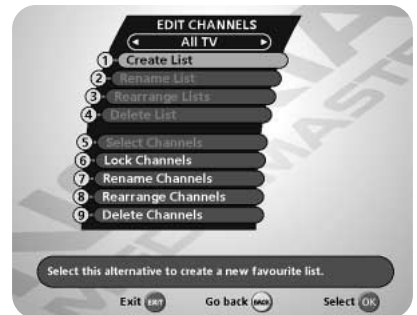 EDIT CHANNELS
All TV
1 Create List
2 Rename List
3 Rearrange Lists
4 Delete List
5 Select Channels
6 Lock Channels
7 Rename Channels
8 Rearrange Channels
9 Delete Channels
Select this alternative to create a new favourite list.
Exit EXIT Go back BACK Select OK